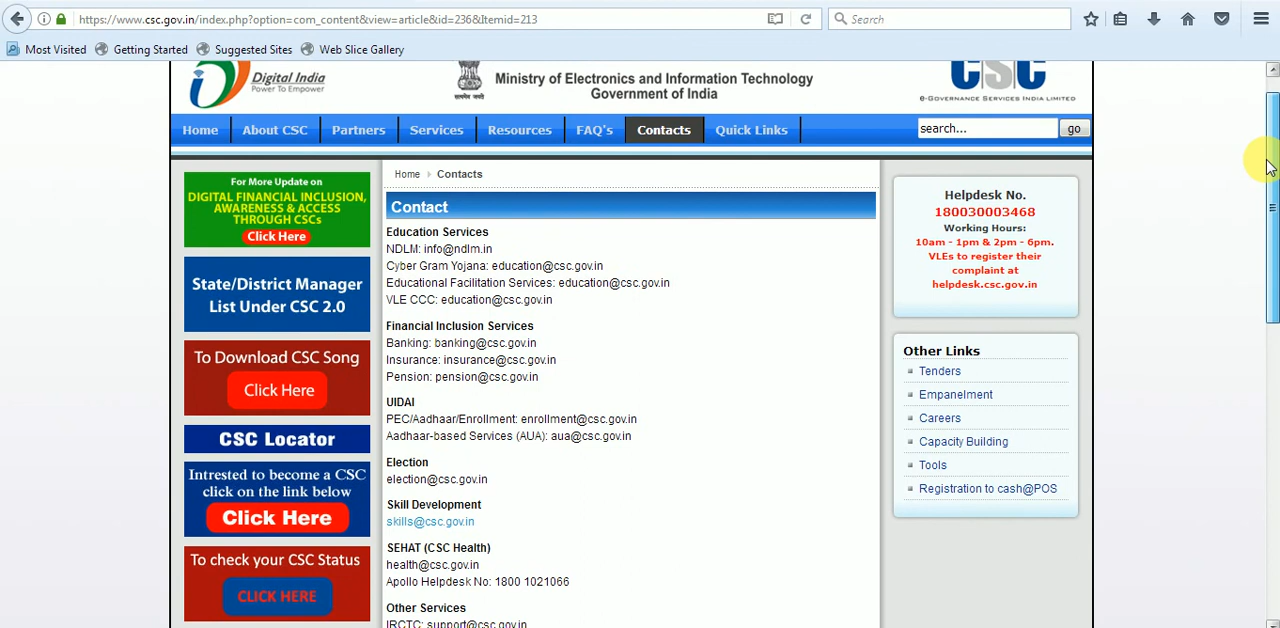 https://www.csc.gov.in/index.php?option=com_content&view=article&id=236&Itemid=213
Search
Most Visited
Getting Started
Suggested Sites
Web Slice Gallery
Digital India
Power To Empower
सत्यमेव जयते
Ministry of Electronics and Information Technology
Government of India
CSC
e-GOVERNANCE SERVICES INDIA LIMITED
Home
About CSC
Partners
Services
Resources
FAQ's
Contacts
Quick Links
search...
go
For More Update on
DIGITAL FINANCIAL INCLUSION,
AWARENESS & ACCESS
THROUGH CSCs
Click Here
State/District Manager
List Under CSC 2.0
To Download CSC Song
Click Here
CSC Locator
Intrested to become a CSC
click on the link below
Click Here
To check your CSC Status
CLICK HERE
Home
Contacts
Contact
Education Services
NDLM: info@ndlm.in
Cyber Gram Yojana: education@csc.gov.in
Educational Facilitation Services: education@csc.gov.in
VLE CCC: education@csc.gov.in
Financial Inclusion Services
Banking: banking@csc.gov.in
Insurance: insurance@csc.gov.in
Pension: pension@csc.gov.in
UIDAI
PEC/Aadhaar/Enrollment: enrollment@csc.gov.in
Aadhaar-based Services (AUA): aua@csc.gov.in
Election
election@csc.gov.in
Skill Development
skills@csc.gov.in
SEHAT (CSC Health)
health@csc.gov.in
Apollo Helpdesk No: 1800 1021066
Other Services
IRCTC: support@csc.gov.in
Helpdesk No.
180030003468
Working Hours:
10am - 1pm & 2pm - 6pm.
VLEs to register their
complaint at
helpdesk.csc.gov.in
Other Links
Tenders
Empanelment
Careers
Capacity Building
Tools
Registration to cash@POS